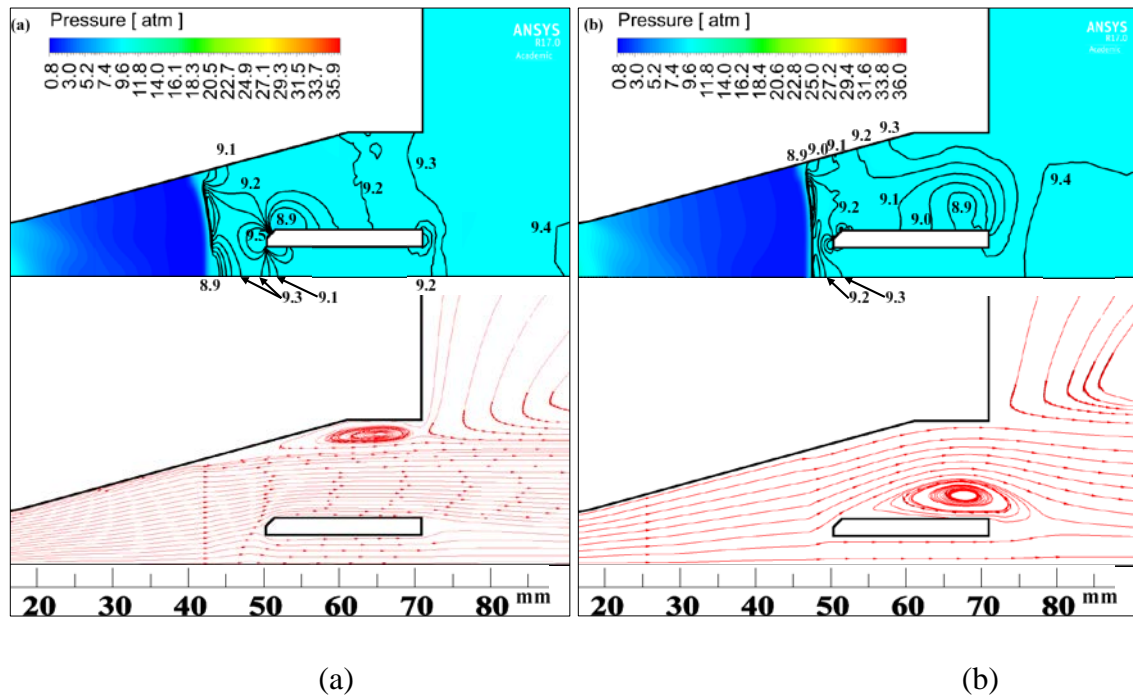 (a)
Pressure [ atm ]
0.8 3.0 5.2 7.4 9.6 11.8 14.0 16.1 18.3 20.5 22.7 24.9 27.1 29.3 31.5 33.7 35.9
ANSYS
R17.0
Academic
9.1
9.2
9.3
9.2
8.9
9.5
9.4
8.9
9.3
9.1
9.2
20 30 40 50 60 70 80 mm
(b)
Pressure [ atm ]
0.8 3.0 5.2 7.4 9.6 11.8 14.0 16.2 18.4 20.6 22.8 25.0 27.2 29.4 31.6 33.8 36.0
ANSYS
R17.0
Academic
8.9 9.0 9.1 9.2 9.3
9.4
9.2
9.1
9.0
8.9
9.2
9.3
20 30 40 50 60 70 80 mm
(a)
(b)